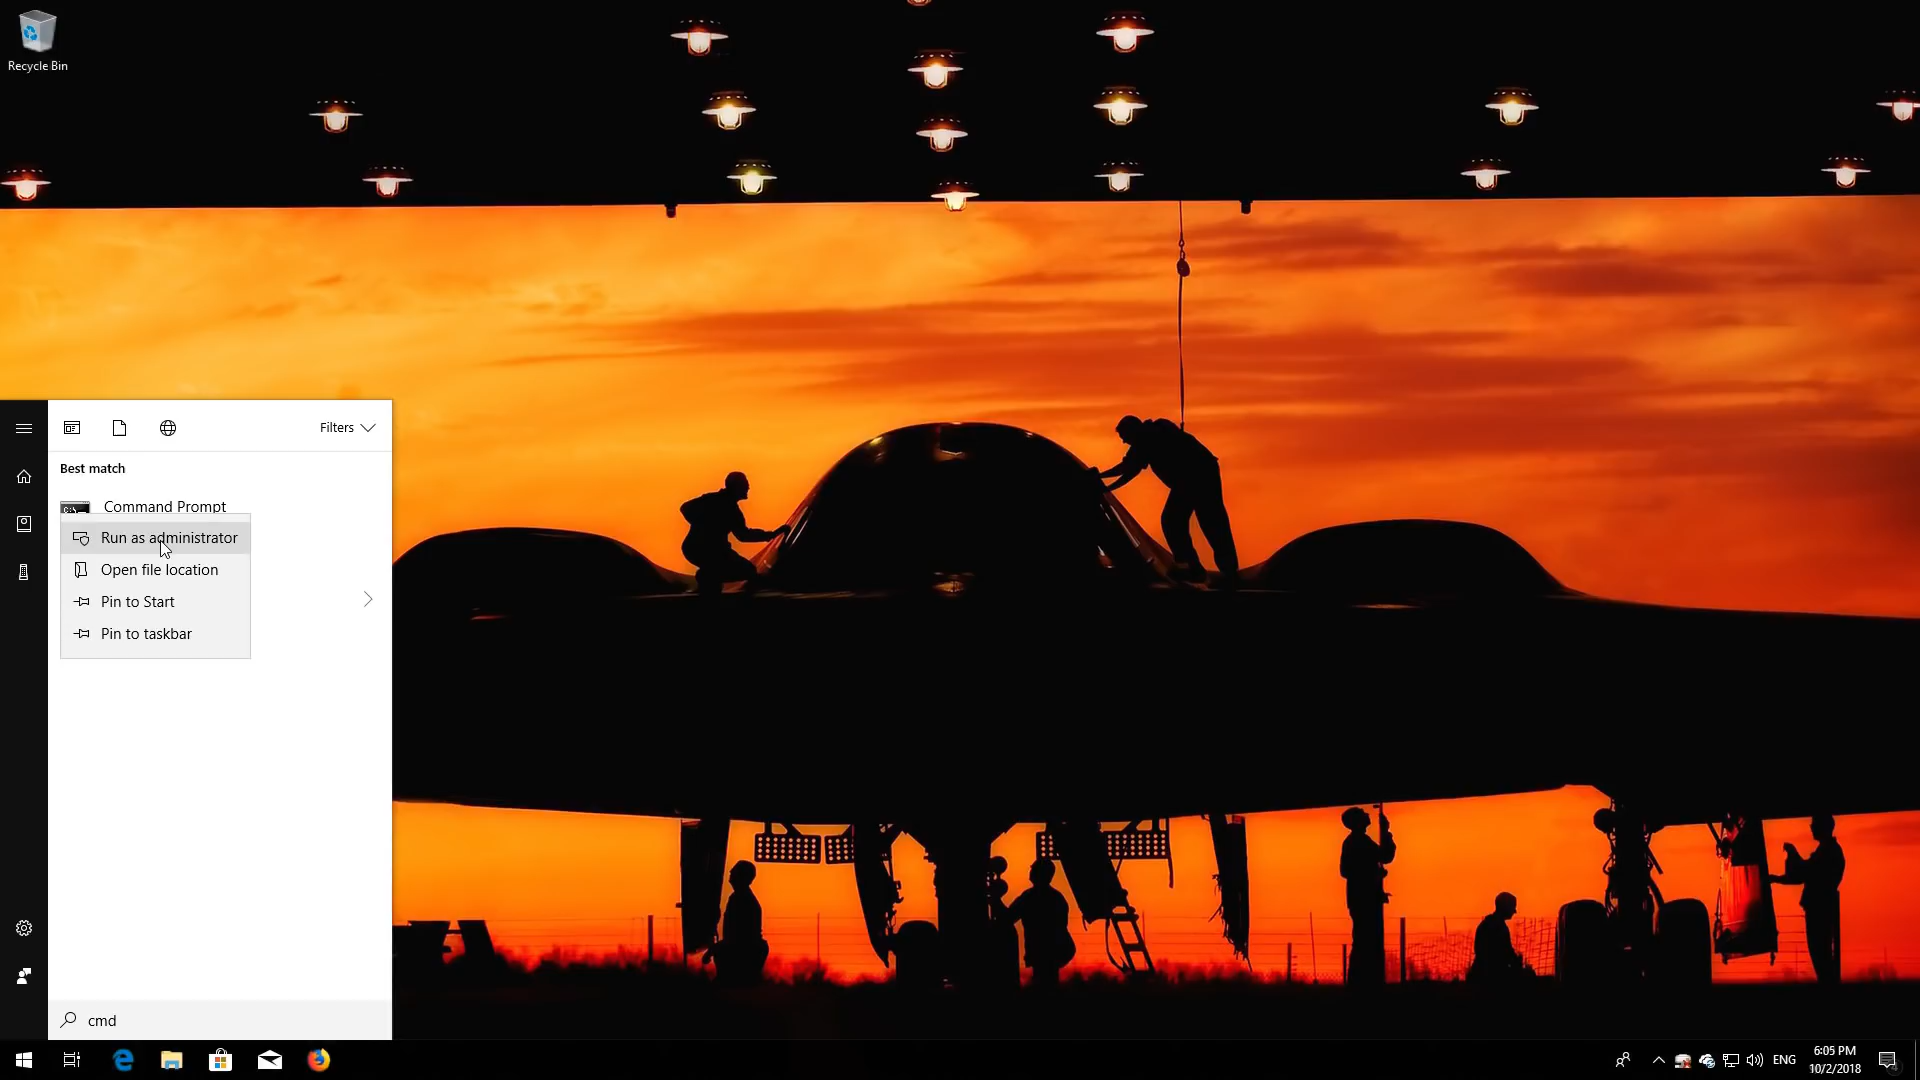 Recycle Bin
Filters
Best match
Command Prompt
Run as administrator
Open file location
Pin to Start
Pin to taskbar
cmd
ENG
6:05 PM
10/2/2018